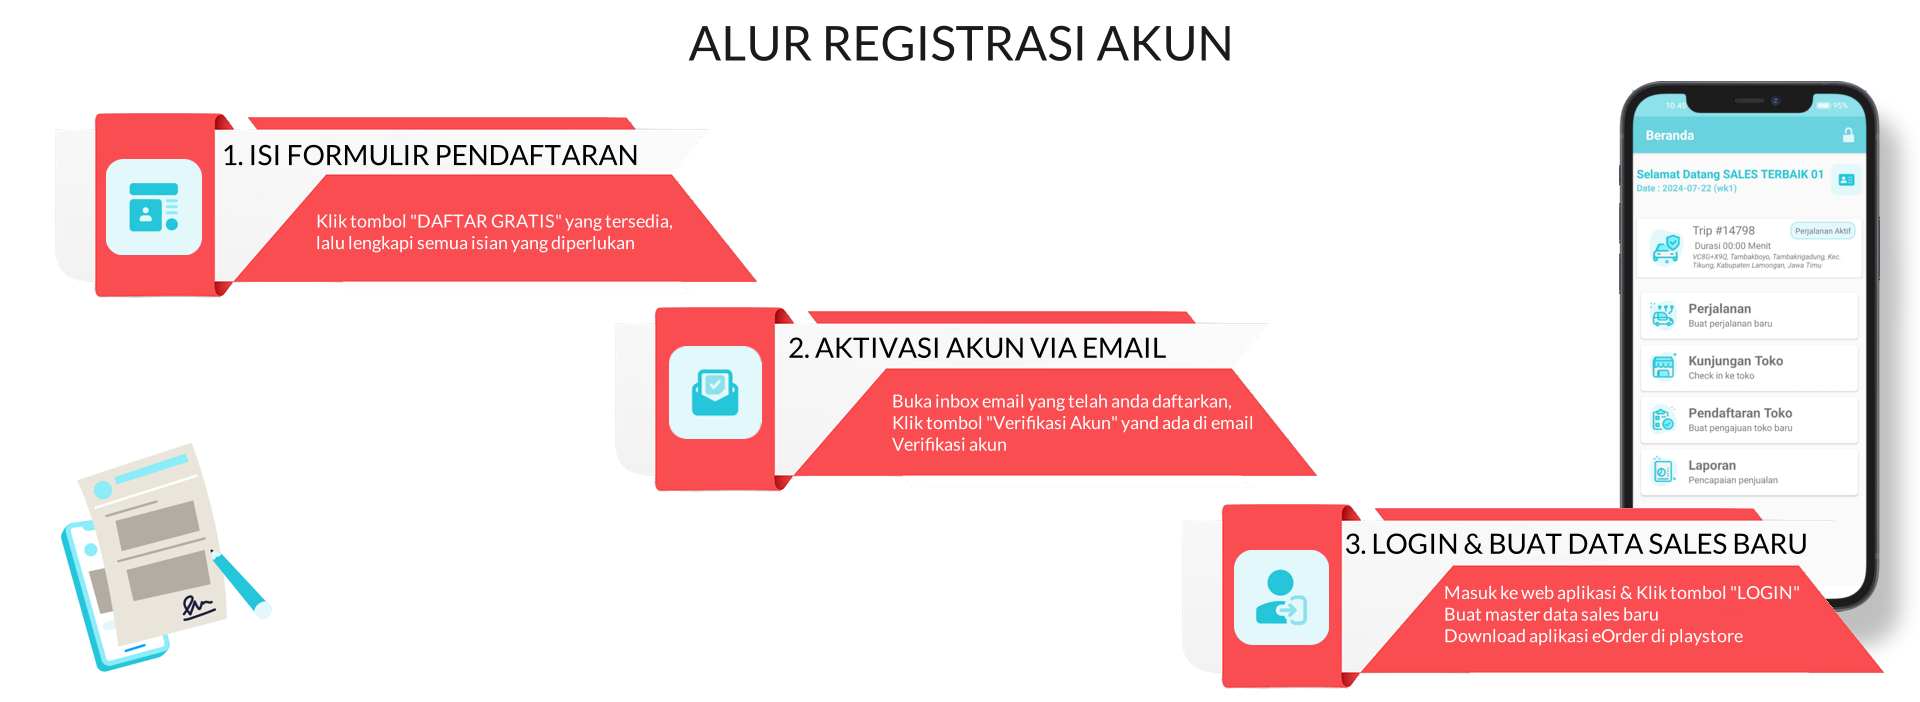 ALUR REGISTRASI AKUN
1. ISI FORMULIR PENDAFTARAN
Klik tombol "DAFTAR GRATIS" yang tersedia,
lalu lengkapi semua isian yang diperlukan
2. AKTIVASI AKUN VIA EMAIL
Buka inbox email yang telah anda daftarkan,
Klik tombol "Verifikasi Akun" yand ada di email
Verifikasi akun
10.45
95%
Beranda
Selamat Datang SALES TERBAIK 01
Date : 2024-07-22 (wk1)
Trip #14798
Perjalanan Aktif
Durasi 00:00 Menit
VC8G+X9Q, Tambakboyo, Tambakrigadung, Kec.
Tikung, Kabupaten Lamongan, Jawa Timu
Perjalanan
Buat perjalanan baru
Kunjungan Toko
Check in ke toko
Pendaftaran Toko
Buat pengajuan toko baru
Laporan
Pencapaian penjualan
3. LOGIN & BUAT DATA SALES BARU
Masuk ke web aplikasi & Klik tombol "LOGIN"
Buat master data sales baru
Download aplikasi eOrder di playstore